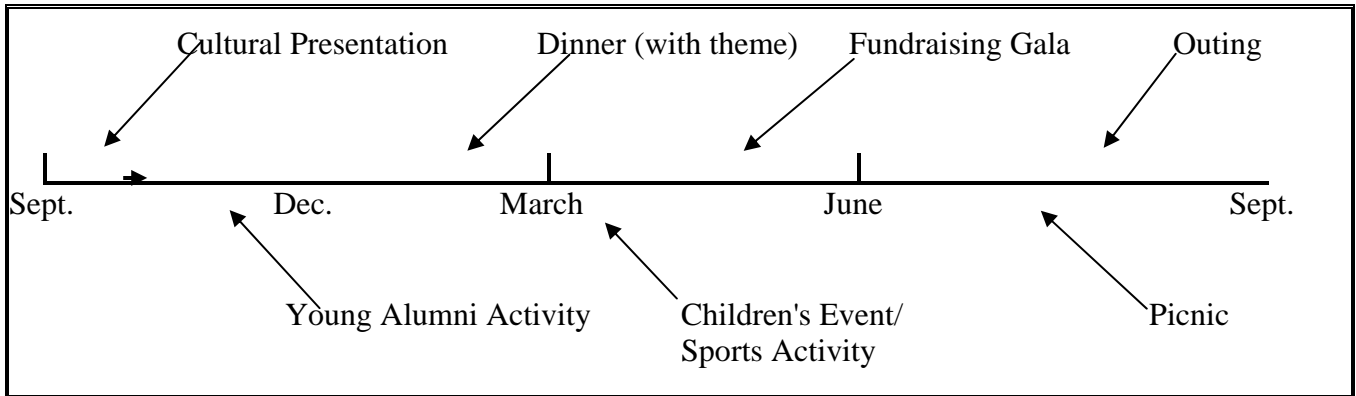 Cultural Presentation Dinner (with theme) Fundraising Gala Outing
Sept. Dec. March June Sept.
Young Alumni Activity Children's Event/ Picnic
Sports Activity